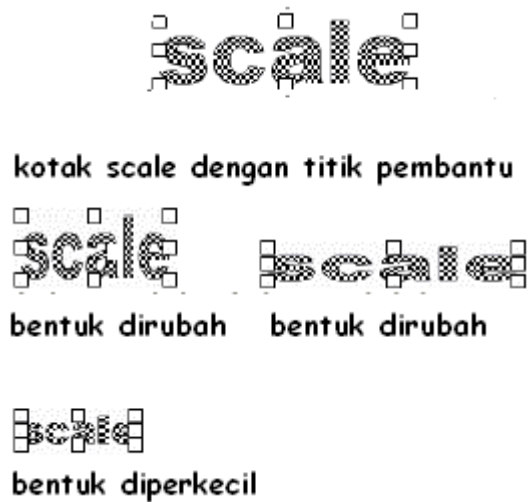 scale
kotak scale dengan titik pembantu
scale scale
bentuk dirubah bentuk dirubah
scale
bentuk diperkecil